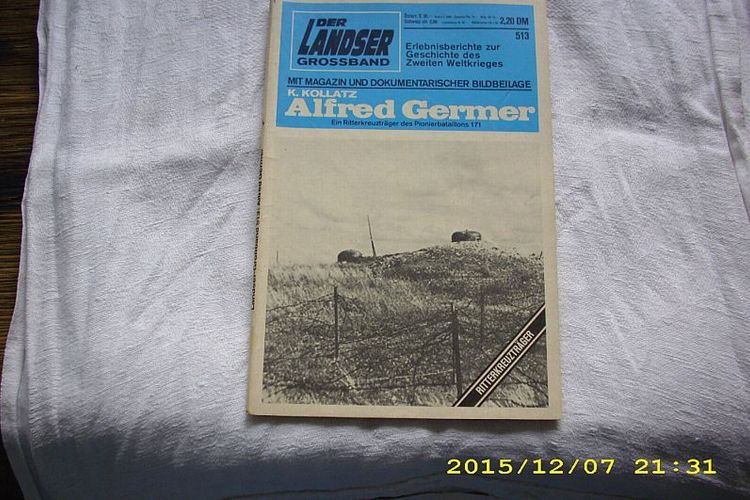 DER
LANDSER
GROSSBAND
2,20 DM
513
Erlebnisberichte zur
Geschichte des
Zweiten Weltkrieges
MIT MAGAZIN UND DOKUMENTARISCHER BILDBEILAGE
K. KOLLATZ
Alfred Germer
Ein Ritterkreuzträger des Pionierbataillons 171
RITTERKREUZTRÄGER
2015/12/07 21:31